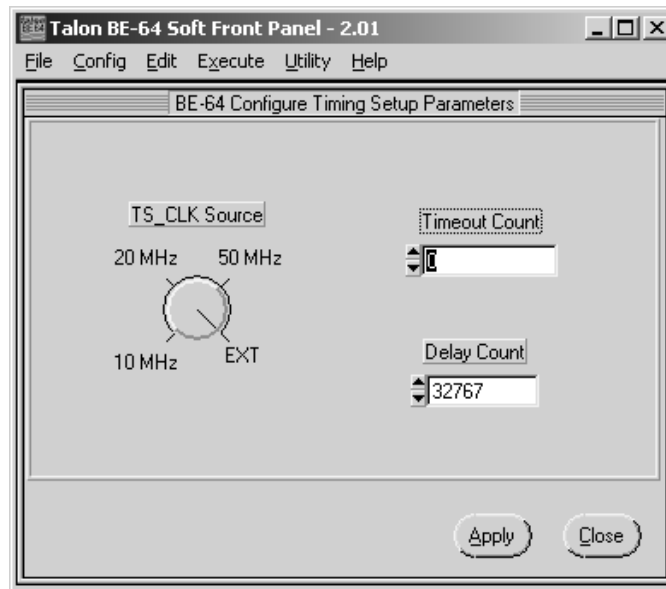 Talon BE-64 Soft Front Panel - 2.01
File Config Edit Execute Utility Help
BE-64 Configure Timing Setup Parameters
TS_CLK Source
20 MHz 50 MHz
10 MHz EXT
Timeout Count
0
Delay Count
32767
Apply Close